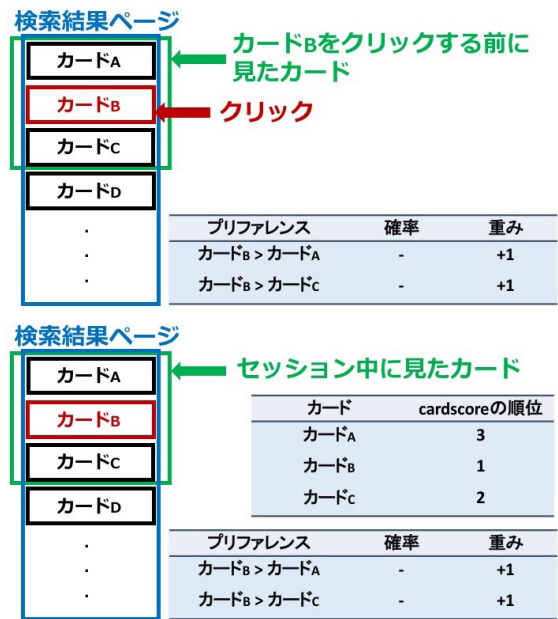 検索結果ページ
カードA
カードBをクリックする前に
見たカード
カードB
クリック
カードC
カードD
.
.
.
プリファレンス 確率 重み
カードB > カードA - +1
カードB > カードC - +1
検索結果ページ
カードA
セッション中に見たカード
カードB
カードC
カードD
.
.
.
カード cardscoreの順位
カードA 3
カードB 1
カードC 2
プリファレンス 確率 重み
カードB > カードA - +1
カードB > カードC - +1